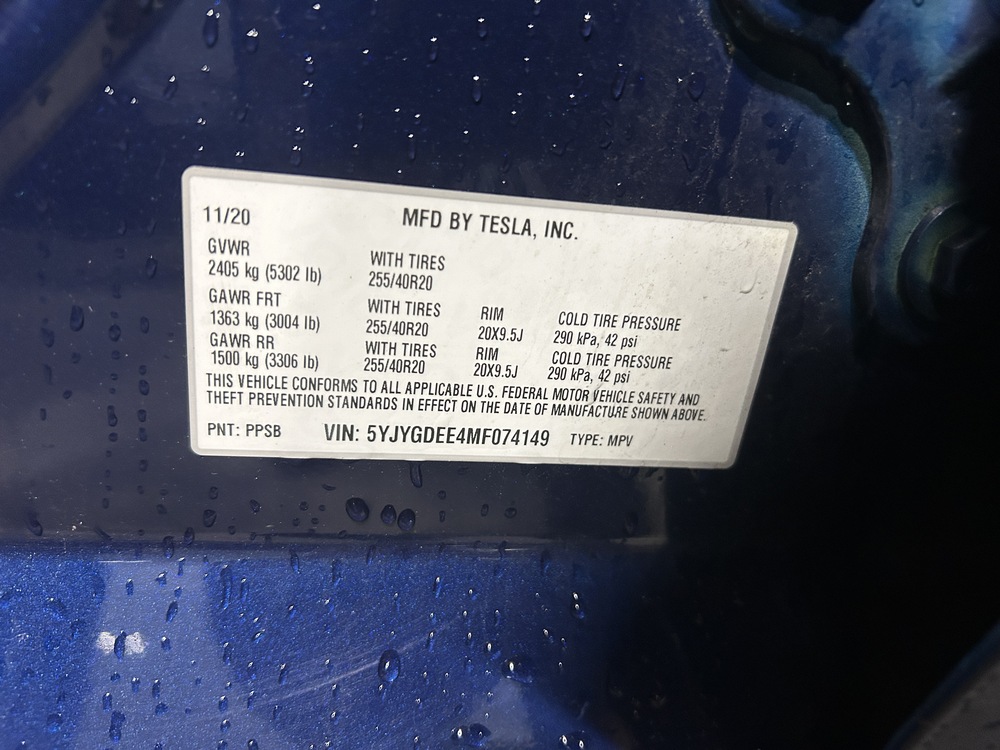 11/20 MFD BY TESLA, INC.
GVWR
2405 kg (5302 lb)
WITH TIRES
255/40R20
GAWR FRT
1363 kg (3004 lb)
WITH TIRES
255/40R20
RIM
20X9.5J
COLD TIRE PRESSURE
290 kPa, 42 psi
GAWR RR
1500 kg (3306 lb)
WITH TIRES
255/40R20
RIM
20X9.5J
COLD TIRE PRESSURE
290 kPa, 42 psi
THIS VEHICLE CONFORMS TO ALL APPLICABLE U.S. FEDERAL MOTOR VEHICLE SAFETY AND
THEFT PREVENTION STANDARDS IN EFFECT ON THE DATE OF MANUFACTURE SHOWN ABOVE.
PNT: PPSB VIN: 5YJYGDEE4MF074149 TYPE: MPV